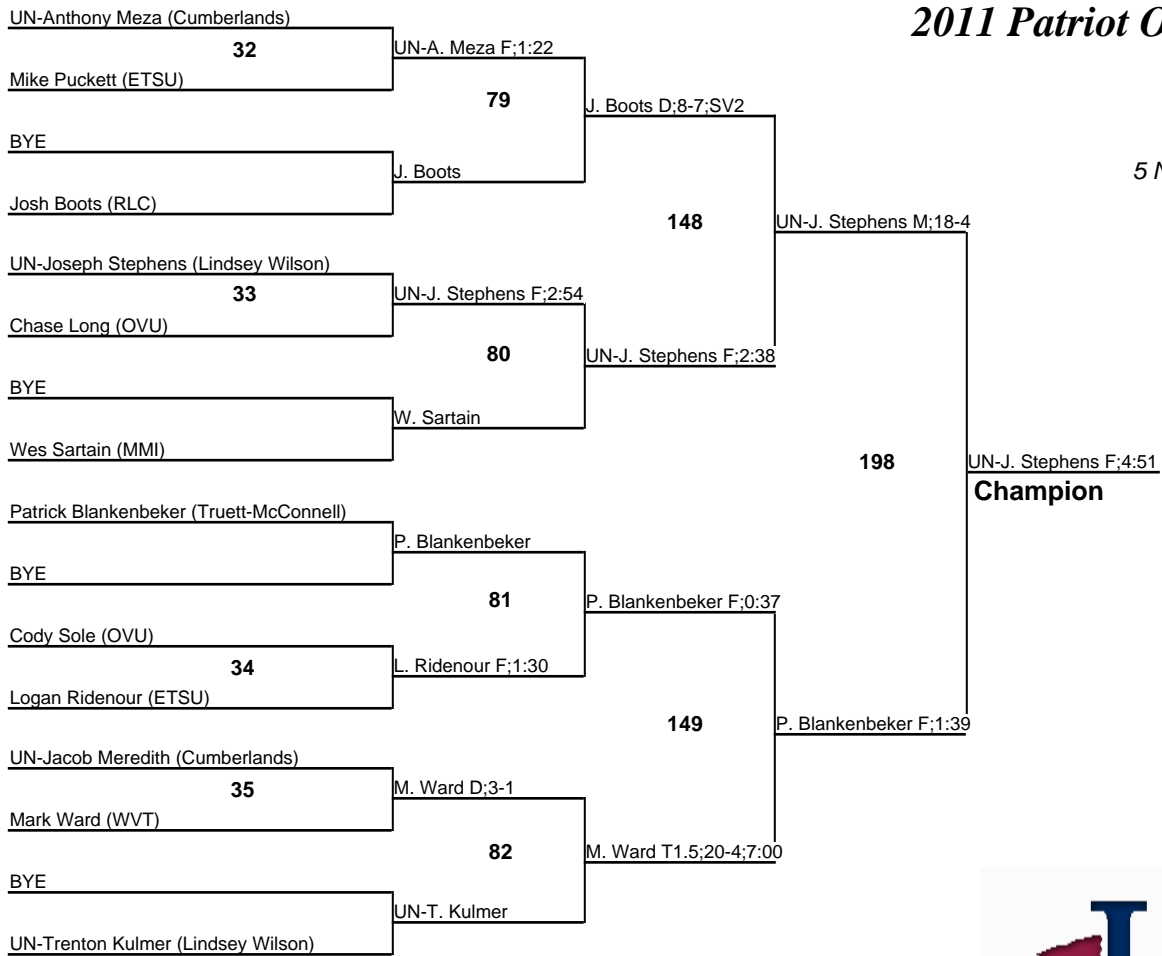 2011 Patriot O
5 N
UN-Anthony Meza (Cumberlands)
32
Mike Puckett (ETSU)
UN-A. Meza F;1:22
79
BYE
Josh Boots (RLC)
J. Boots
J. Boots D;8-7;SV2
148
UN-Joseph Stephens (Lindsey Wilson)
33
Chase Long (OVU)
UN-J. Stephens F;2:54
80
BYE
Wes Sartain (MMI)
W. Sartain
UN-J. Stephens F;2:38
UN-J. Stephens M;18-4
198
UN-J. Stephens F;4:51
Champion
Patrick Blankenbeker (Truett-McConnell)
BYE
P. Blankenbeker
81
Cody Sole (OVU)
34
Logan Ridenour (ETSU)
L. Ridenour F;1:30
P. Blankenbeker F;0:37
149
P. Blankenbeker F;1:39
UN-Jacob Meredith (Cumberlands)
35
Mark Ward (WVT)
M. Ward D;3-1
82
BYE
UN-Trenton Kulmer (Lindsey Wilson)
UN-T. Kulmer
M. Ward T1.5;20-4;7:00